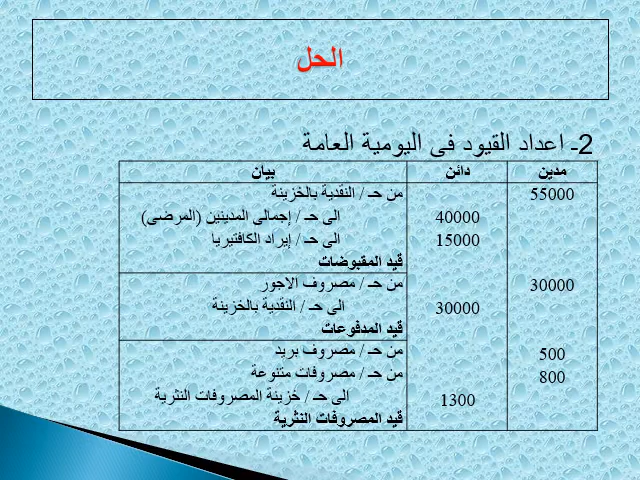 الحل
2- اعداد القيود فى اليومية العامة
مدين دائن بيان
55000 من حـ / النقدية بالخزينة
40000 الى حـ / إجمالى المدينين (المرضى)
15000 الى حـ / إيراد الكافتيريا
قيد المقبوضات
30000 من حـ / مصروف الاجور
30000 الى حـ / النقدية بالخزينة
قيد المدفوعات
500 من حـ / مصروف بريد
800 من حـ / مصروفات متنوعة
1300 الى حـ / خزينة المصروفات النثرية
قيد المصروفات النثرية